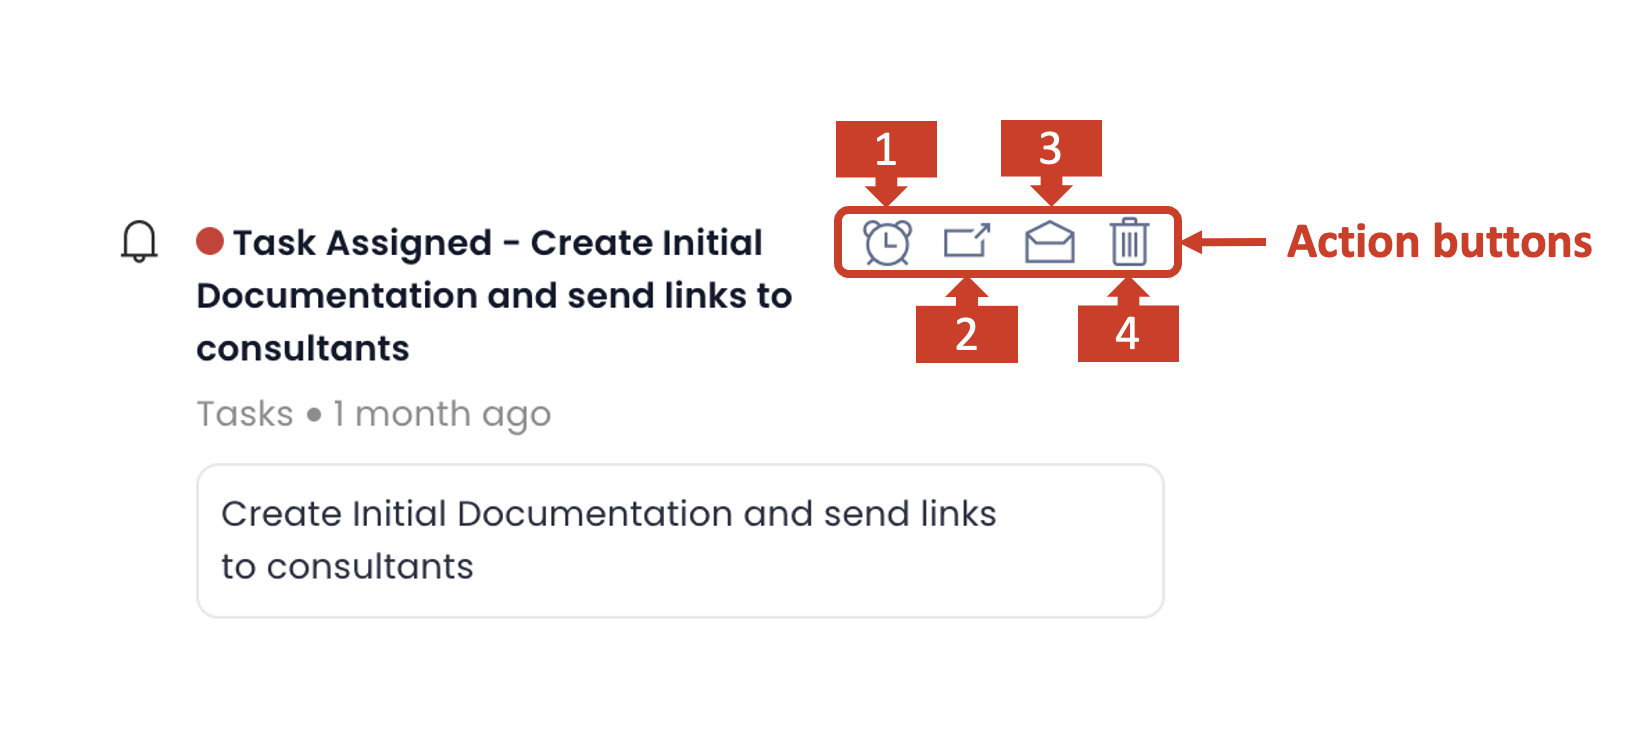 1
3
Task Assigned - Create Initial
Documentation and send links to
consultants
Action buttons
2
4
Tasks • 1 month ago
Create Initial Documentation and send links
to consultants